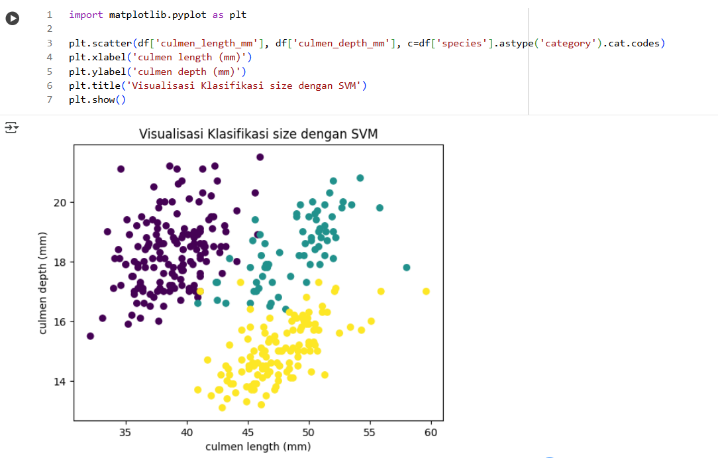 1 import matplotlib.pyplot as plt
2
3 plt.scatter(df['culmen_length_mm'], df['culmen_depth_mm'], c=df['species'].astype('category').cat.codes)
4 plt.xlabel('culmen length (mm)')
5 plt.ylabel('culmen depth (mm)')
6 plt.title('Visualisasi Klasifikasi size dengan SVM')
7 plt.show()
Visualisasi Klasifikasi size dengan SVM
culmen depth (mm)
20
18
16
14
35 40 45 50 55 60
culmen length (mm)